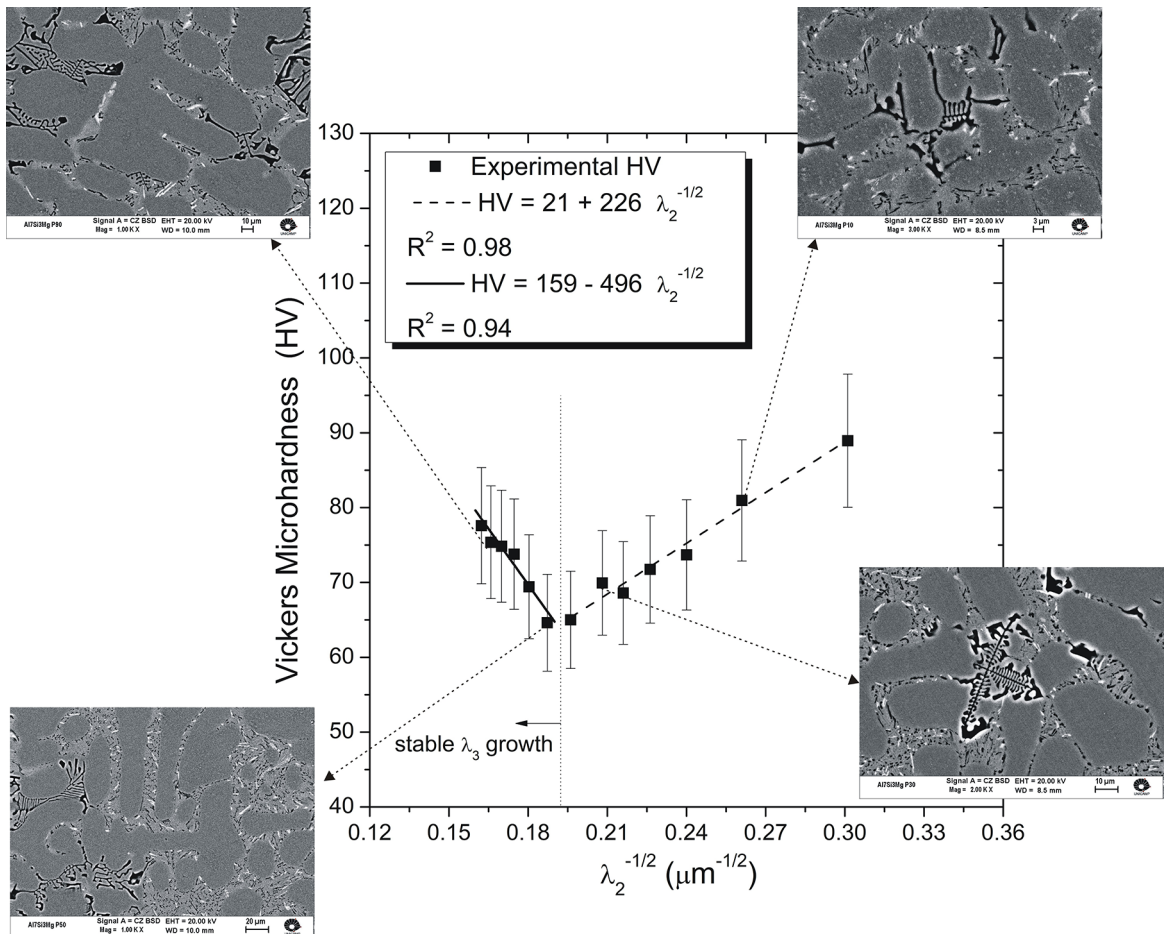 Al7Si3Mg P90
Signal A = CZ BSD EHT = 20.00 kV
Mag = 1.00 K X WD = 10.0 mm
10 µm
UNICAMP
Al7Si3Mg P10
Signal A = CZ BSD EHT = 20.00 kV
Mag = 3.00 K X WD = 8.5 mm
3 µm
UNICAMP
130
120
110
100
90
80
70
60
50
40
Vickers Microhardness (HV)
Experimental HV
HV = 21 + 226 λ₂⁻¹/²
R² = 0.98
HV = 159 - 496 λ₂⁻¹/²
R² = 0.94
stable λ₃ growth
Al7Si3Mg P30
Signal A = CZ BSD EHT = 20.00 kV
Mag = 2.00 K X WD = 8.5 mm
10 µm
UNICAMP
0.12 0.15 0.18 0.21 0.24 0.27 0.30 0.33 0.36
λ₂⁻¹/² (µm⁻¹/²)
Al7Si3Mg P50
Signal A = CZ BSD EHT = 20.00 kV
Mag = 1.00 K X WD = 10.0 mm
20 µm
UNICAMP